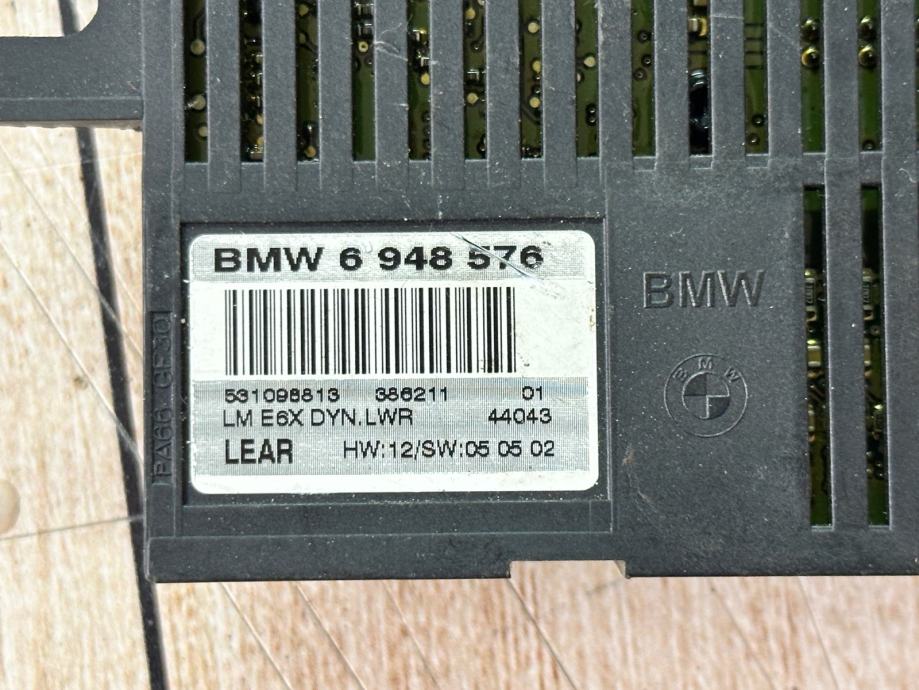 BMW 6 948 576
531098813 386211 01
LM E6X DYN.LWR 44043
LEAR HW:12/SW:05 05 02
BMW
BMW
PA66 GF30